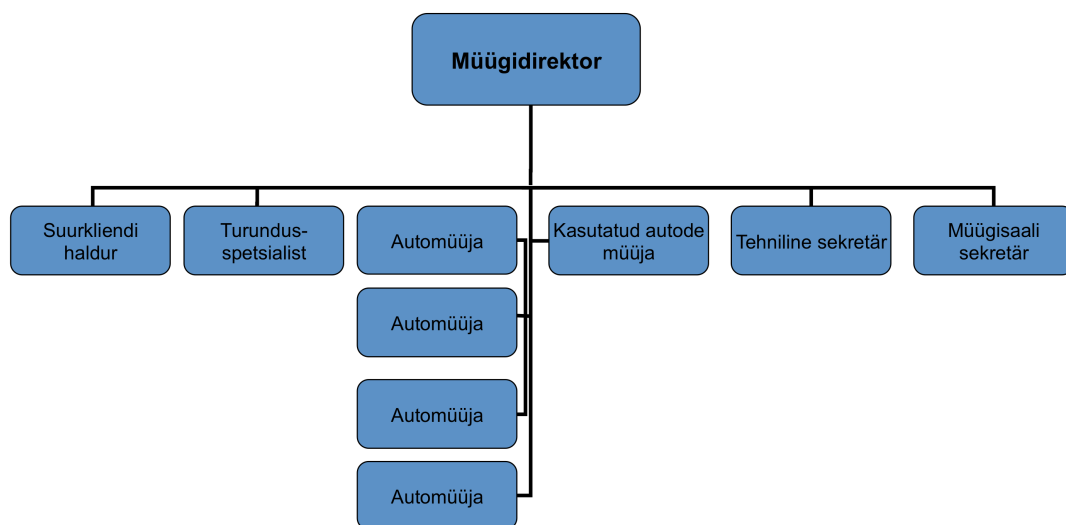 Müügidirektor
Suurkliendi
haldur
Turundus-
spetsialist
Automüüja
Kasutatud autode
müüja
Tehniline sekretär
Müügisaali
sekretär
Automüüja
Automüüja
Automüüja